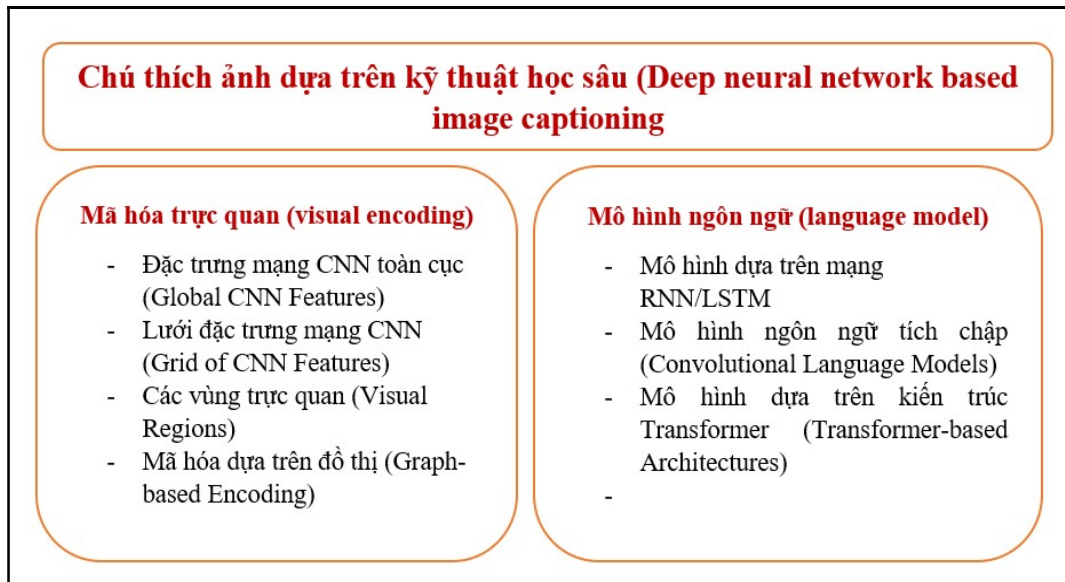 Chú thích ảnh dựa trên kỹ thuật học sâu (Deep neural network based
image captioning
Mã hóa trực quan (visual encoding)
- Đặc trưng mạng CNN toàn cục
(Global CNN Features)
- Lưới đặc trưng mạng CNN
(Grid of CNN Features)
- Các vùng trực quan (Visual
Regions)
- Mã hóa dựa trên đồ thị (Graph-
based Encoding)
Mô hình ngôn ngữ (language model)
- Mô hình dựa trên mạng
RNN/LSTM
- Mô hình ngôn ngữ tích chập
(Convolutional Language Models)
- Mô hình dựa trên kiến trúc
Transformer (Transformer-based
Architectures)
-